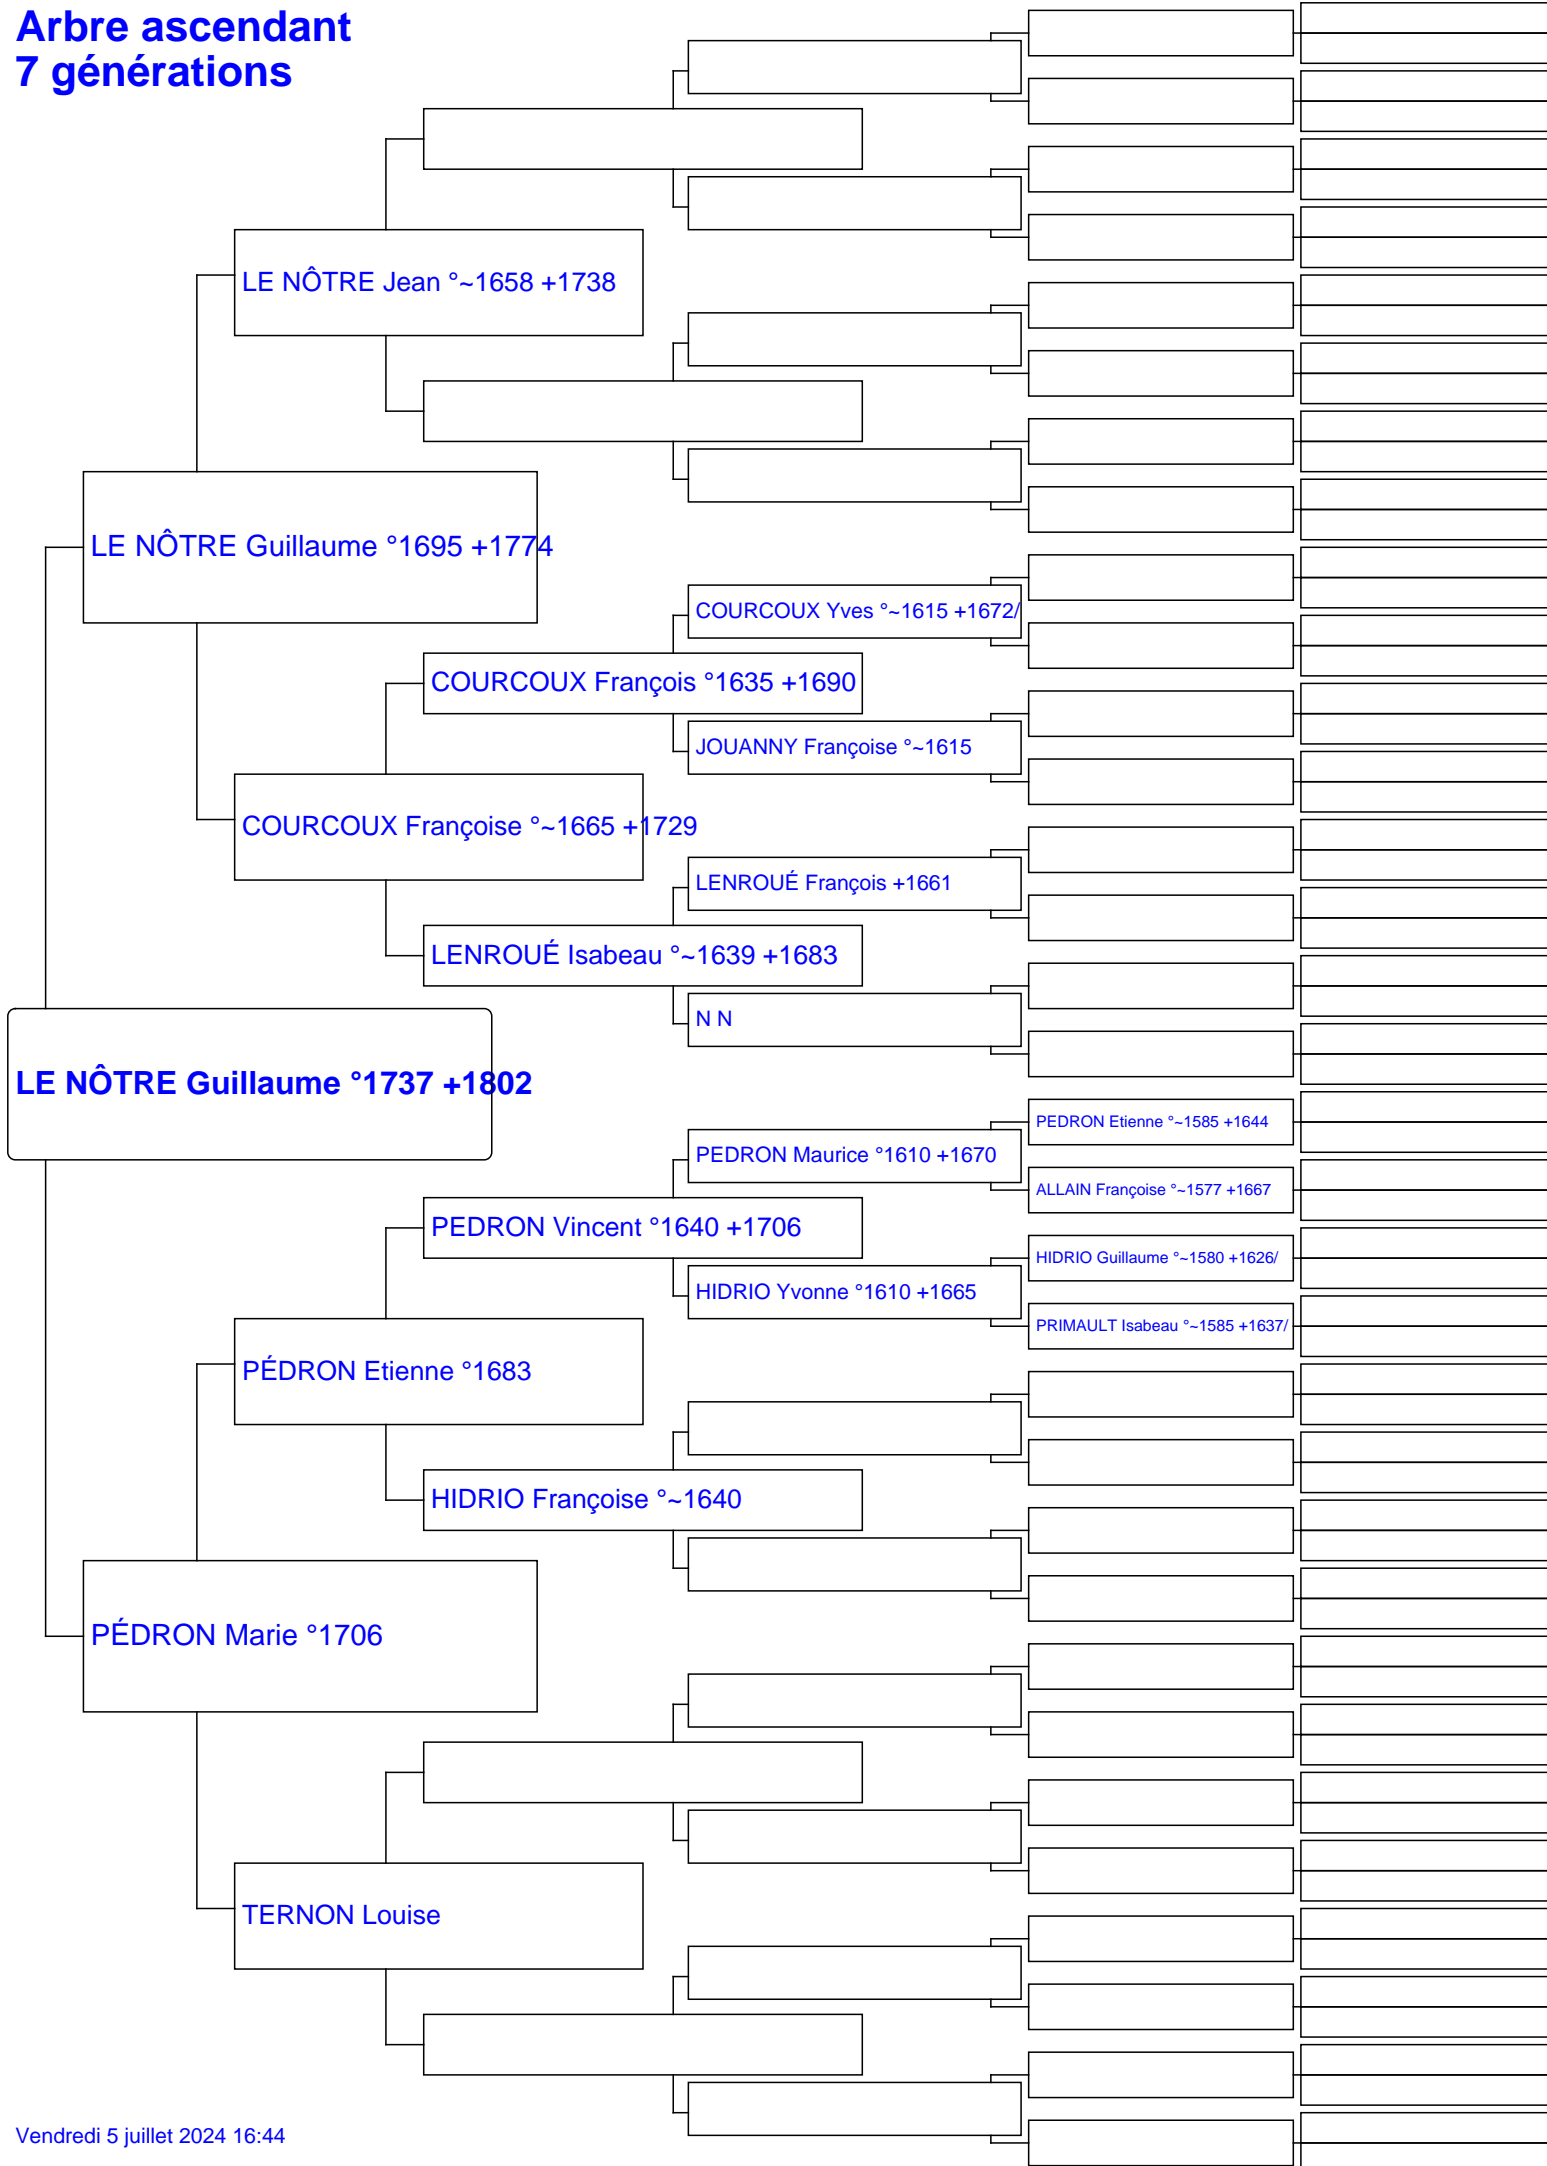 Arbre ascendant
7 générations
LE NÔTRE Jean °~1658 +1738
LE NÔTRE Guillaume °1695 +1774
COURCOUX Yves °~1615 +1672/
COURCOUX François °1635 +1690
JOUANNY Françoise °~1615
COURCOUX Françoise °~1665 +1729
LENROUÉ François +1661
LENROUÉ Isabeau °~1639 +1683
N N
LE NÔTRE Guillaume °1737 +1802
PEDRON Etienne °~1585 +1644
PEDRON Maurice °1610 +1670
ALLAIN Françoise °~1577 +1667
PEDRON Vincent °1640 +1706
HIDRIO Guillaume °~1580 +1626/
HIDRIO Yvonne °1610 +1665
PRIMAULT Isabeau °~1585 +1637/
PÉDRON Etienne °1683
HIDRIO Françoise °~1640
PÉDRON Marie °1706
TERNON Louise
Vendredi 5 juillet 2024 16:44